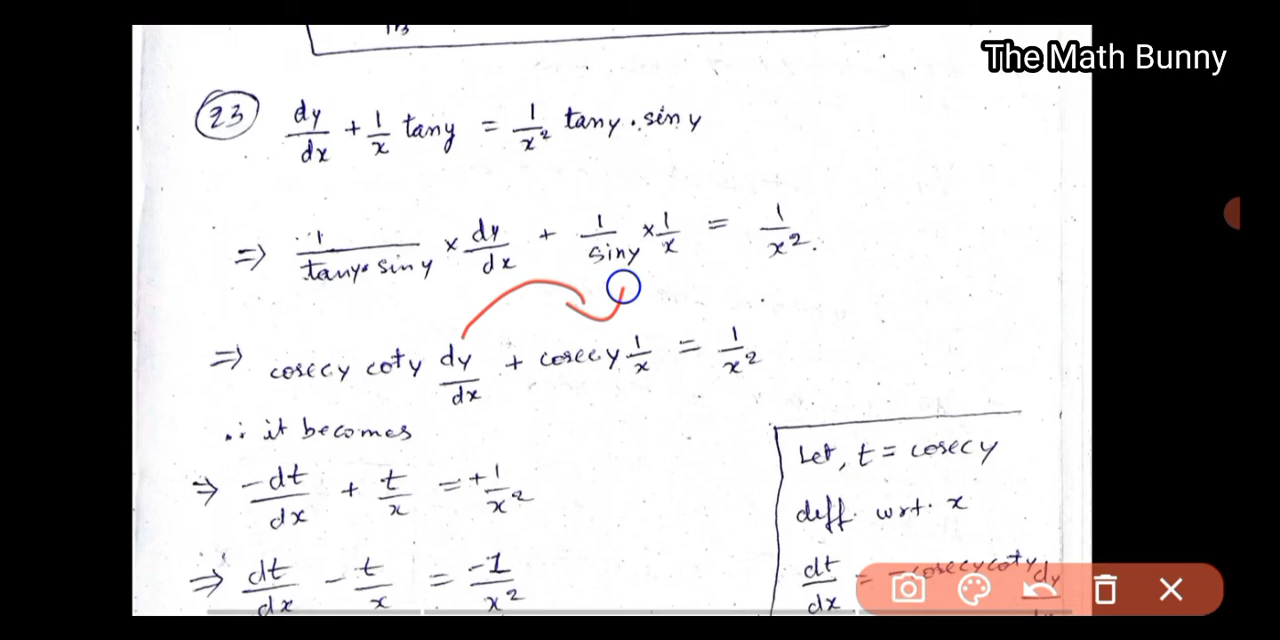 The Math Bunny
23 dy/dx + 1/x tany = 1/x² tany . siny
⇒ 1/tany. siny × dy/dx + 1/siny × 1/x = 1/x².
⇒ cosecy coty dy/dx + cosecy 1/x = 1/x²
∴ it becomes
⇒ -dt/dx + t/x = +1/x²
⇒ dt/dx - t/x = -1/x²
Let, t = cosecy
diff. wrt. x
dt/dx = -cosecycoty dy